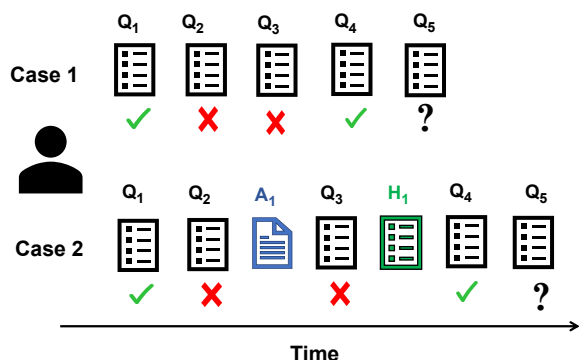 Q1 Q2 Q3 Q4 Q5
Case 1
?
Q1 Q2 A1 Q3 H1 Q4 Q5
Case 2
?
Time